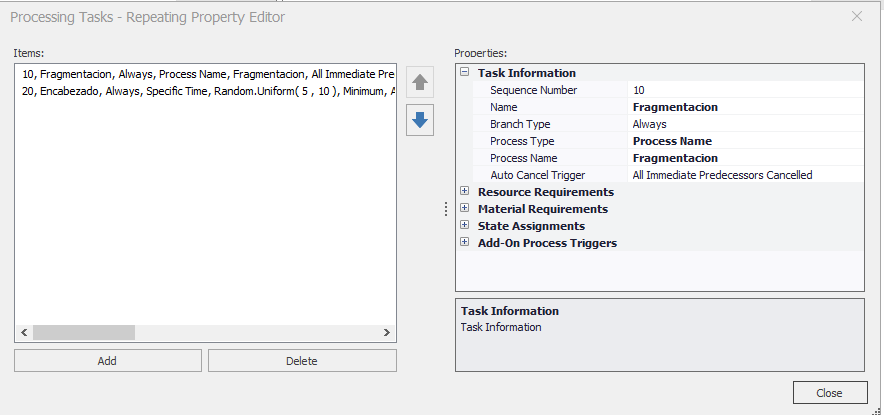 Processing Tasks - Repeating Property Editor
Items:
10, Fragmentacion, Always, Process Name, Fragmentacion, All Immediate Pre
20, Encabezado, Always, Specific Time, Random.Uniform( 5 , 10 ), Minimum, A
Add
Delete
Properties:
Task Information
Sequence Number 10
Name Fragmentacion
Branch Type Always
Process Type Process Name
Process Name Fragmentacion
Auto Cancel Trigger All Immediate Predecessors Cancelled
Resource Requirements
Material Requirements
State Assignments
Add-On Process Triggers
Task Information
Task Information
Close